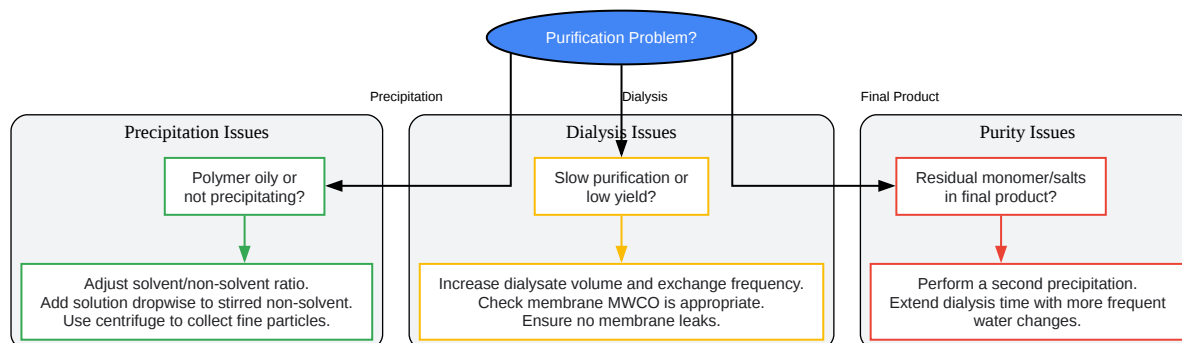 Purification Problem?
Precipitation
Dialysis
Final Product
Precipitation Issues
Polymer oily or
not precipitating?
Adjust solvent/non-solvent ratio.
Add solution dropwise to stirred non-solvent.
Use centrifuge to collect fine particles.
Dialysis Issues
Slow purification or
low yield?
Increase dialysate volume and exchange frequency.
Check membrane MWCO is appropriate.
Ensure no membrane leaks.
Purity Issues
Residual monomer/salts
in final product?
Perform a second precipitation.
Extend dialysis time with more frequent
water changes.